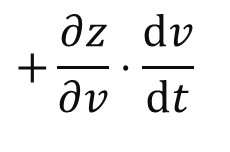 + ∂z/∂v · dv/dt